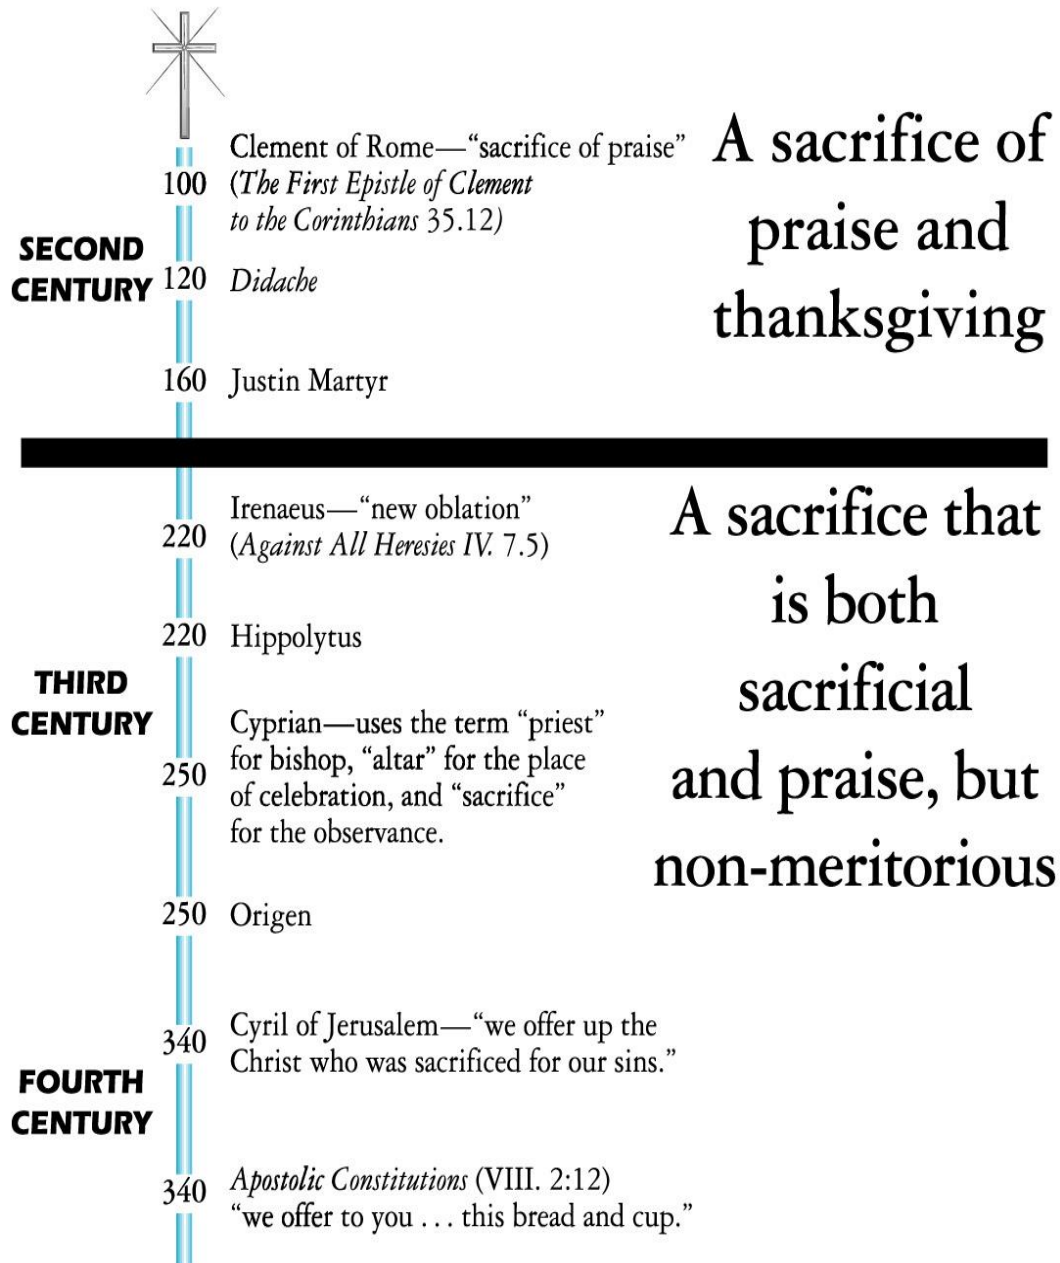 Clement of Rome—“sacrifice of praise”
100 (The First Epistle of Clement
to the Corinthians 35.12)
SECOND
CENTURY
120 Didache
160 Justin Martyr
A sacrifice of
praise and
thanksgiving
Irenaeus—“new oblation”
220 (Against All Heresies IV. 7.5)
220 Hippolytus
THIRD
CENTURY
Cyprian—uses the term “priest”
for bishop, “altar” for the place
250 of celebration, and “sacrifice”
for the observance.
250 Origen
A sacrifice that
is both
sacrificial
and praise, but
non-meritorious
340 Cyril of Jerusalem—“we offer up the
Christ who was sacrificed for our sins.”
FOURTH
CENTURY
340 Apostolic Constitutions (VIII. 2:12)
“we offer to you . . . this bread and cup.”